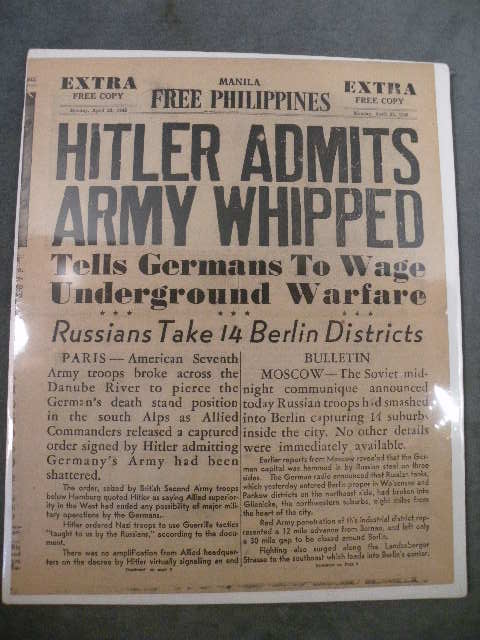 EXTRA
FREE COPY
Monday, April 23, 1945
MANILA
FREE PHILIPPINES
EXTRA
FREE COPY
Monday, April 23, 1945
HITLER ADMITS
ARMY WHIPPED
Tells Germans To Wage
Underground Warfare
*** *** ***
Russians Take 14 Berlin Districts
PARIS — American Seventh
Army troops broke across the
Danube River to pierce the
German's death stand position
in the south Alps as Allied
Commanders released a captured
order signed by Hitler admitting
Germany's Army had been
shattered.
The order, seized by British Second Army troops
below Hamburg quoted Hitler as saying Allied superior-
ity in the West had ended any possibility of major mili-
tary operations by the Germans.
Hitler ordered Nazi troops to use Guerrilla tactics
"taught to us by the Russians," according to the docu-
ment.
There was no amplification from Allied headquar-
ters on the decree by Hitler virtually signaling an end
BULLETIN
MOSCOW — The Soviet mid-
night communique announced
today Russian troops had smashed
into Berlin capturing 14 suburbs
inside the city. No other details
were immediately available.
Earlier reports from Moscow revealed that the Ger-
man capital was hemmed in by Russian steel on three
sides. The German radio announced that Russian tanks,
which yesterday entered Berlin proper in Weissensee and
Pankow districts on the northeast side, had broken into
Glienicke, the northwestern suburbs, eight miles from
the heart of the city.
Red Army penetration of this industrial district rep-
resented a 12 mile advance from Bernau, and left only
a 30 mile gap to be closed around Berlin.
Fighting also surged along the Landsberger
Strasse to the southeast which leads into Berlin's center.